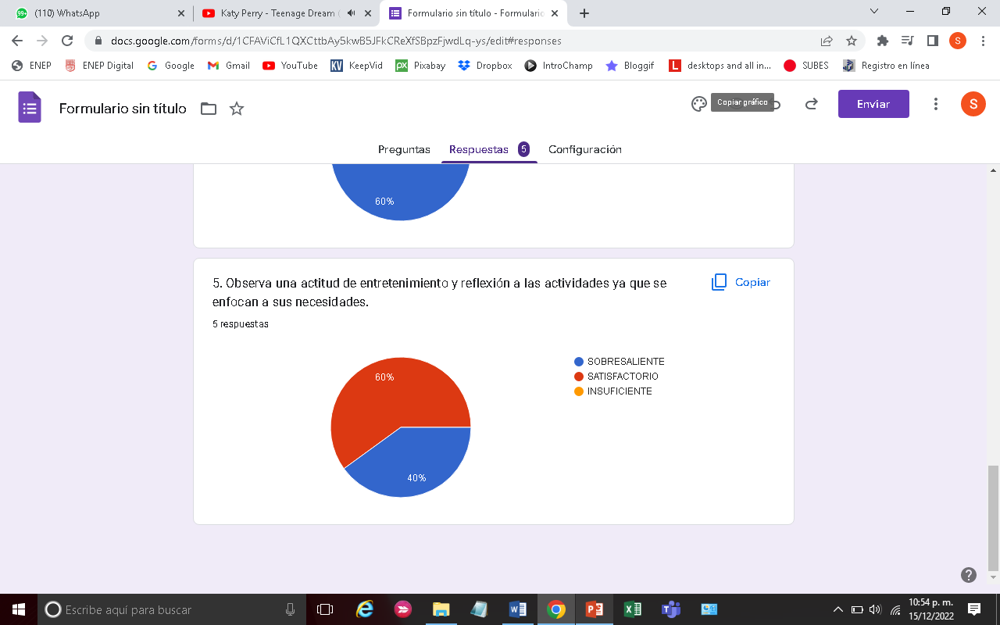 99+ (110) WhatsApp
Katy Perry - Teenage Dream (
Formulario sin título - Formulario
docs.google.com/forms/d/1CFAViCfL1QXCttbAy5kwB5JFkCReXfSBpzFjwdLq-ys/edit#responses
S
ENEP ENEP Digital Google Gmail YouTube KV KeepVid px Pixabay Dropbox IntroChamp Bloggif L desktops and all in... SUBES Registro en línea
Formulario sin título
Copiar gráfico
Enviar
S
Preguntas Respuestas 5 Configuración
60%
5. Observa una actitud de entretenimiento y reflexión a las actividades ya que se
enfocan a sus necesidades.
Copiar
5 respuestas
60%
40%
SOBRESALIENTE
SATISFACTORIO
INSUFICIENTE
Escribe aquí para buscar
10:54 p. m.
15/12/2022